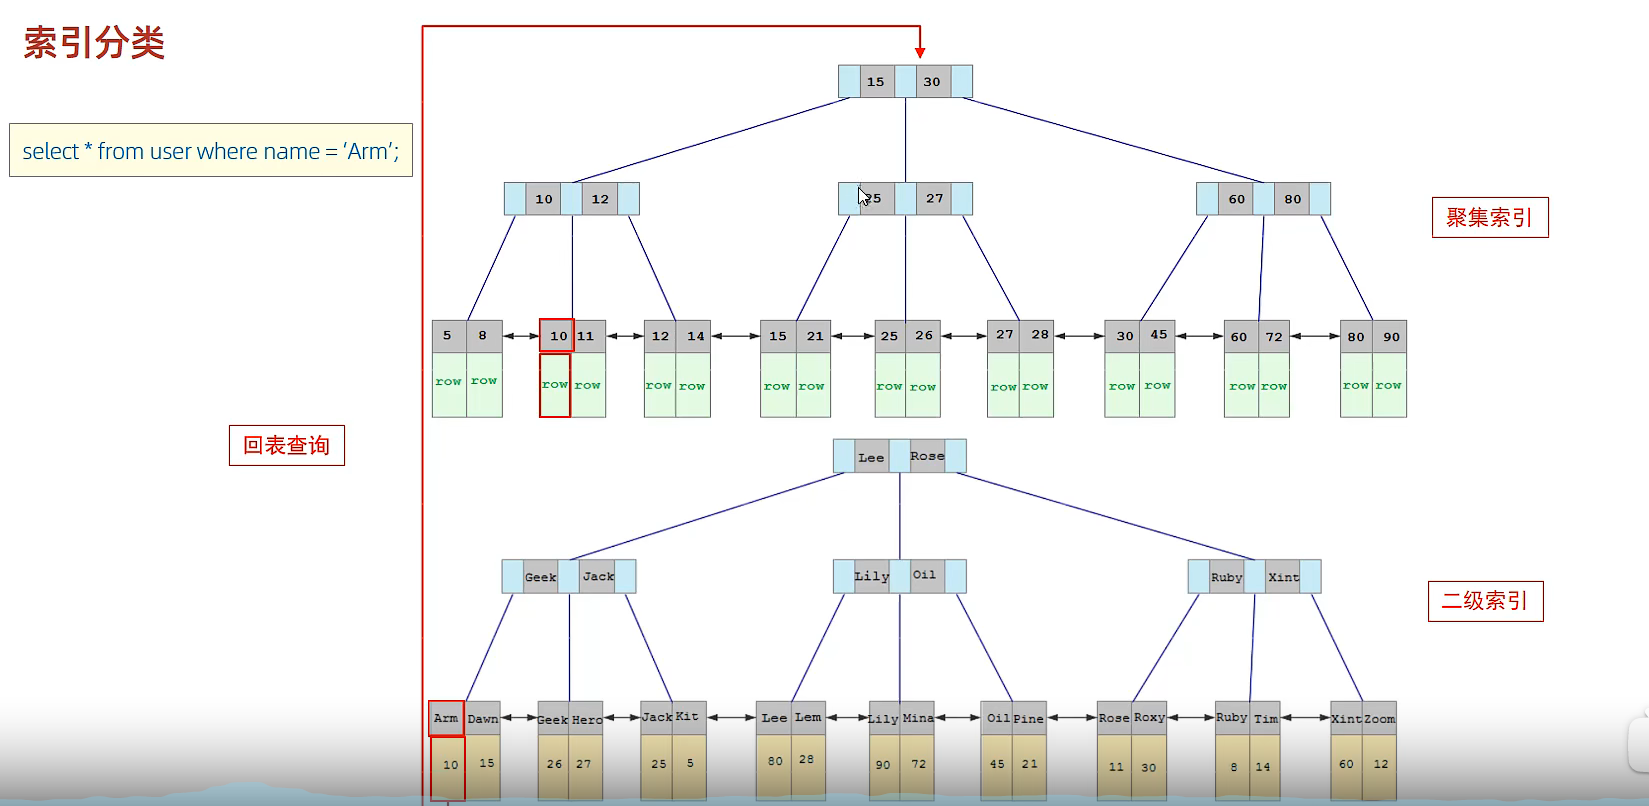 索引分类
select * from user where name = ‘Arm’;
15 30
10 12 25 27 60 80
聚集索引
5 8 10 11 12 14 15 21 25 26 27 28 30 45 60 72 80 90
row row row row row row row row row row row row row row row row row row
回表查询
Lee Rose
Geek Jack Lily Oil Ruby Xint
二级索引
Arm Dawn Geek Hero Jack Kit Lee Lem Lily Mina Oil Pine Rose Roxy Ruby Tim Xint Zoom
10 15 26 27 25 5 80 28 90 72 45 21 11 30 8 14 60 12